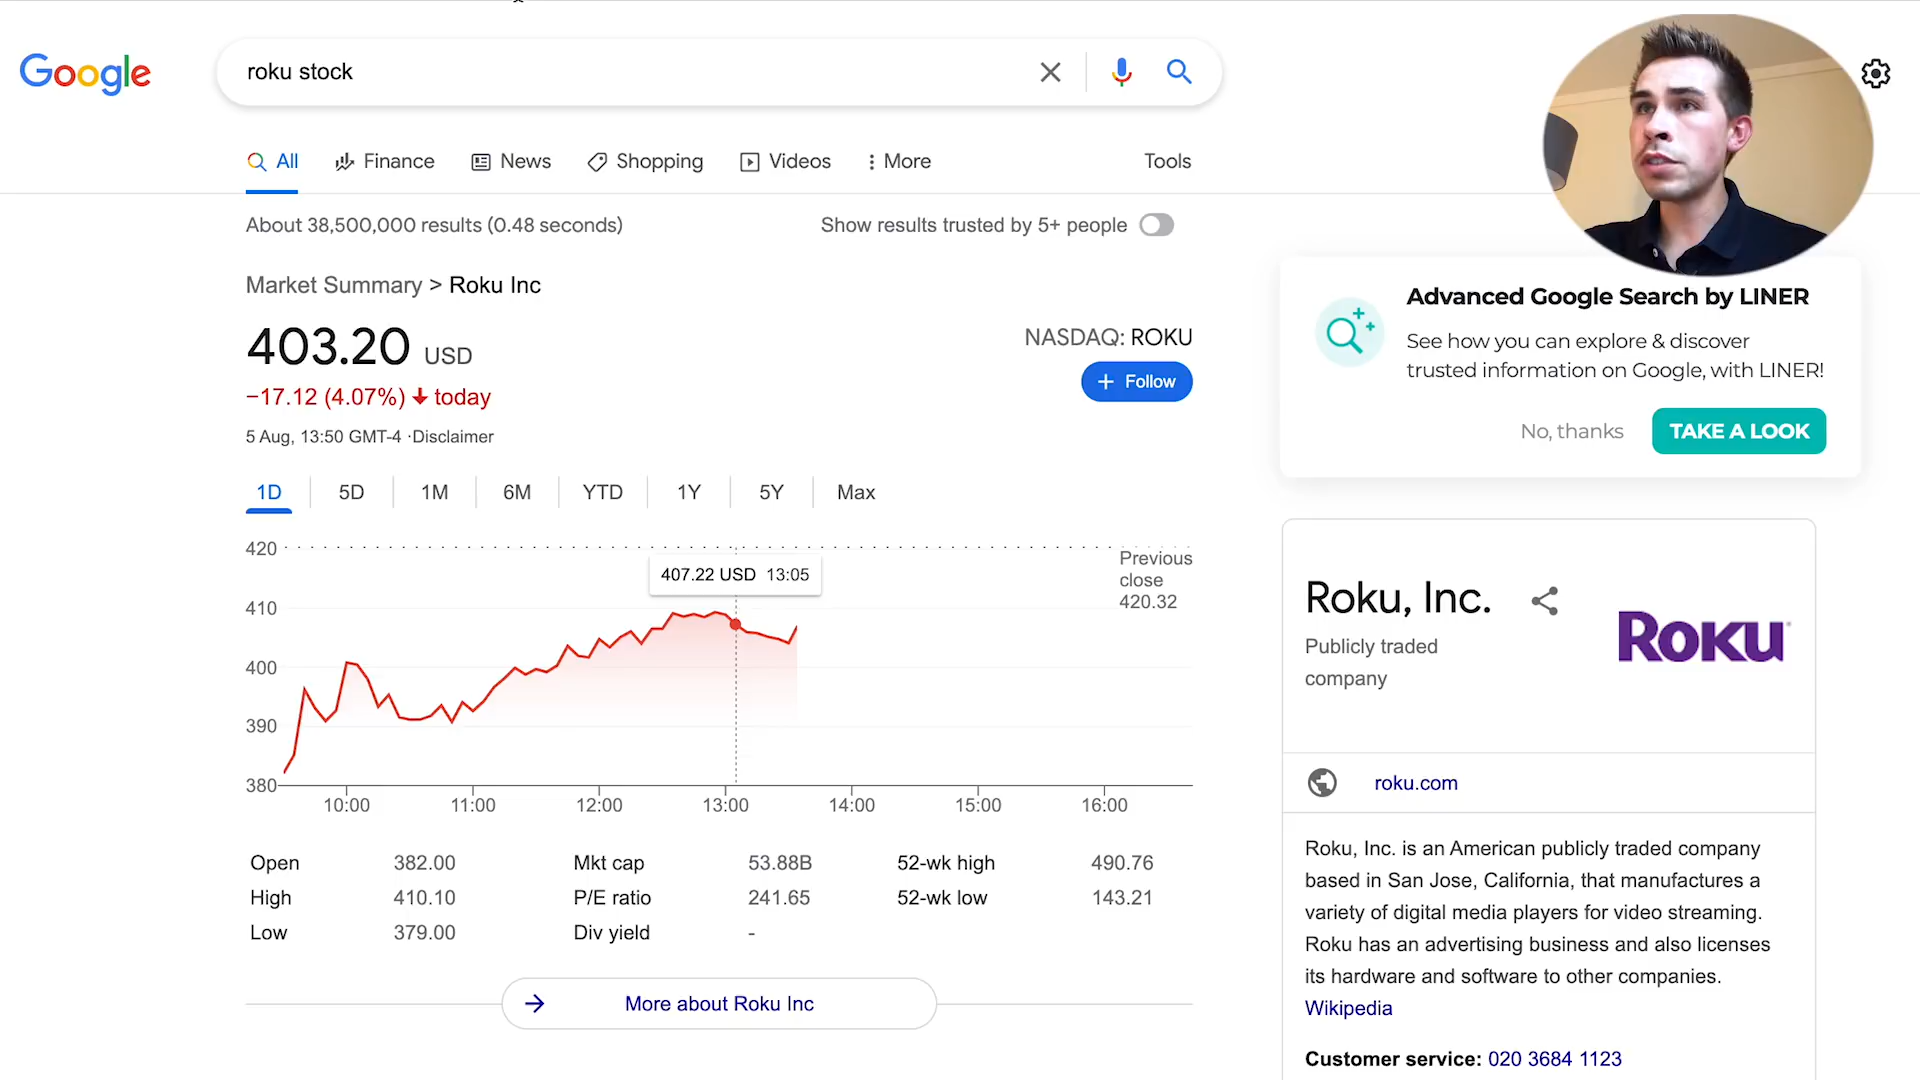 Google
roku stock
All Finance News Shopping Videos More Tools
About 38,500,000 results (0.48 seconds) Show results trusted by 5+ people
Market Summary > Roku Inc
403.20 USD
NASDAQ: ROKU
−17.12 (4.07%) today
+ Follow
5 Aug, 13:50 GMT-4 ·Disclaimer
1D 5D 1M 6M YTD 1Y 5Y Max
420
410
400
390
380
407.22 USD 13:05
Previous
close
420.32
10:00 11:00 12:00 13:00 14:00 15:00 16:00
Open 382.00 Mkt cap 53.88B 52-wk high 490.76
High 410.10 P/E ratio 241.65 52-wk low 143.21
Low 379.00 Div yield -
More about Roku Inc
Advanced Google Search by LINER
See how you can explore & discover
trusted information on Google, with LINER!
No, thanks TAKE A LOOK
Roku, Inc.
Publicly traded
company
ROKU
roku.com
Roku, Inc. is an American publicly traded company
based in San Jose, California, that manufactures a
variety of digital media players for video streaming.
Roku has an advertising business and also licenses
its hardware and software to other companies.
Wikipedia
Customer service: 020 3684 1123